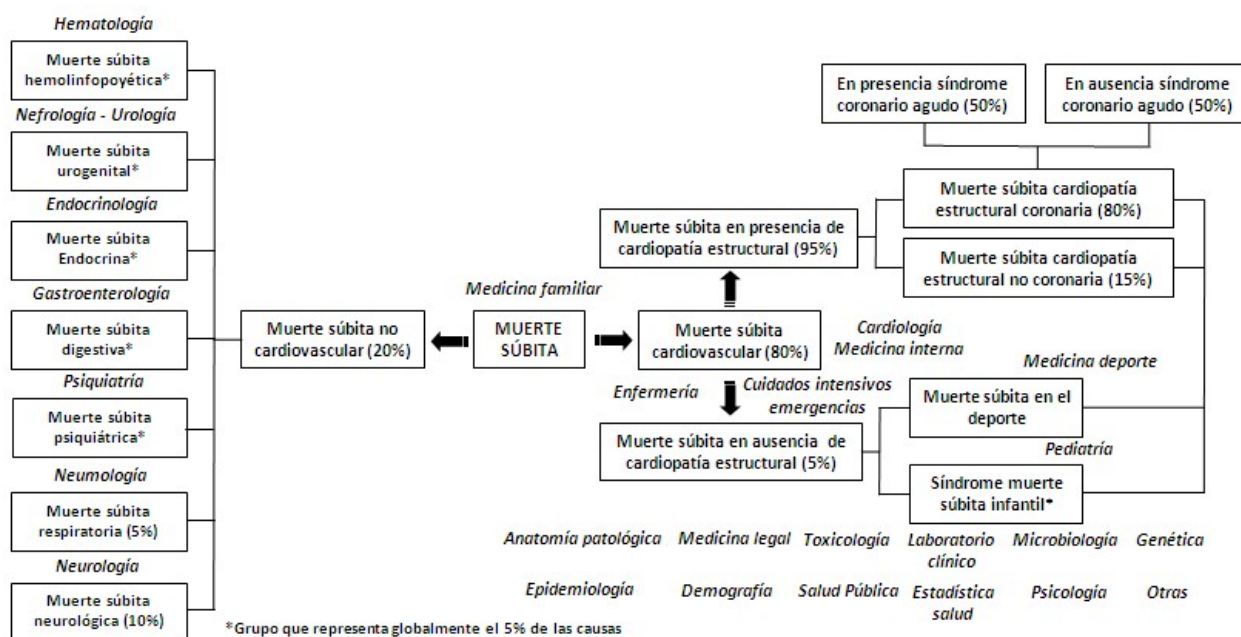 Hematología
Muerte súbita
hemolinfopoyética*
Nefrología - Urología
Muerte súbita
urogenital*
Endocrinología
Muerte súbita
Endocrina*
Gastroenterología
Muerte súbita
digestiva*
Psiquiatría
Muerte súbita
psiquiátrica*
Neumología
Muerte súbita
respiratoria (5%)
Neurología
Muerte súbita
neurológica (10%)
Muerte súbita no
cardiovascular (20%)
Medicina familiar
MUERTE
SÚBITA
Muerte súbita
cardiovascular (80%)
Cardiología
Medicina interna
Muerte súbita en presencia de
cardiopatía estructural (95%)
En presencia síndrome
coronario agudo (50%)
En ausencia síndrome
coronario agudo (50%)
Muerte súbita cardiopatía
estructural coronaria (80%)
Muerte súbita cardiopatía
estructural no coronaria (15%)
Enfermería
Cuidados intensivos
emergencias
Muerte súbita en ausencia de
cardiopatía estructural (5%)
Medicina deporte
Muerte súbita en el
deporte
Pediatría
Síndrome muerte
súbita infantil*
Anatomía patológica
Medicina legal
Toxicología
Laboratorio
clínico
Microbiología
Genética
Epidemiología
Demografía
Salud Pública
Estadística
salud
Psicología
Otras
*Grupo que representa globalmente el 5% de las causas